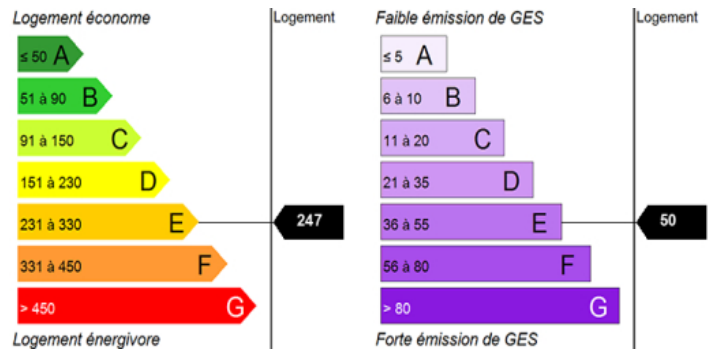 Logement économe
Logement
≤ 50 A
51 à 90 B
91 à 150 C
151 à 230 D
231 à 330 E
247
331 à 450 F
> 450 G
Logement énergivore
Faible émission de GES
Logement
≤ 5 A
6 à 10 B
11 à 20 C
21 à 35 D
36 à 55 E
50
56 à 80 F
> 80 G
Forte émission de GES